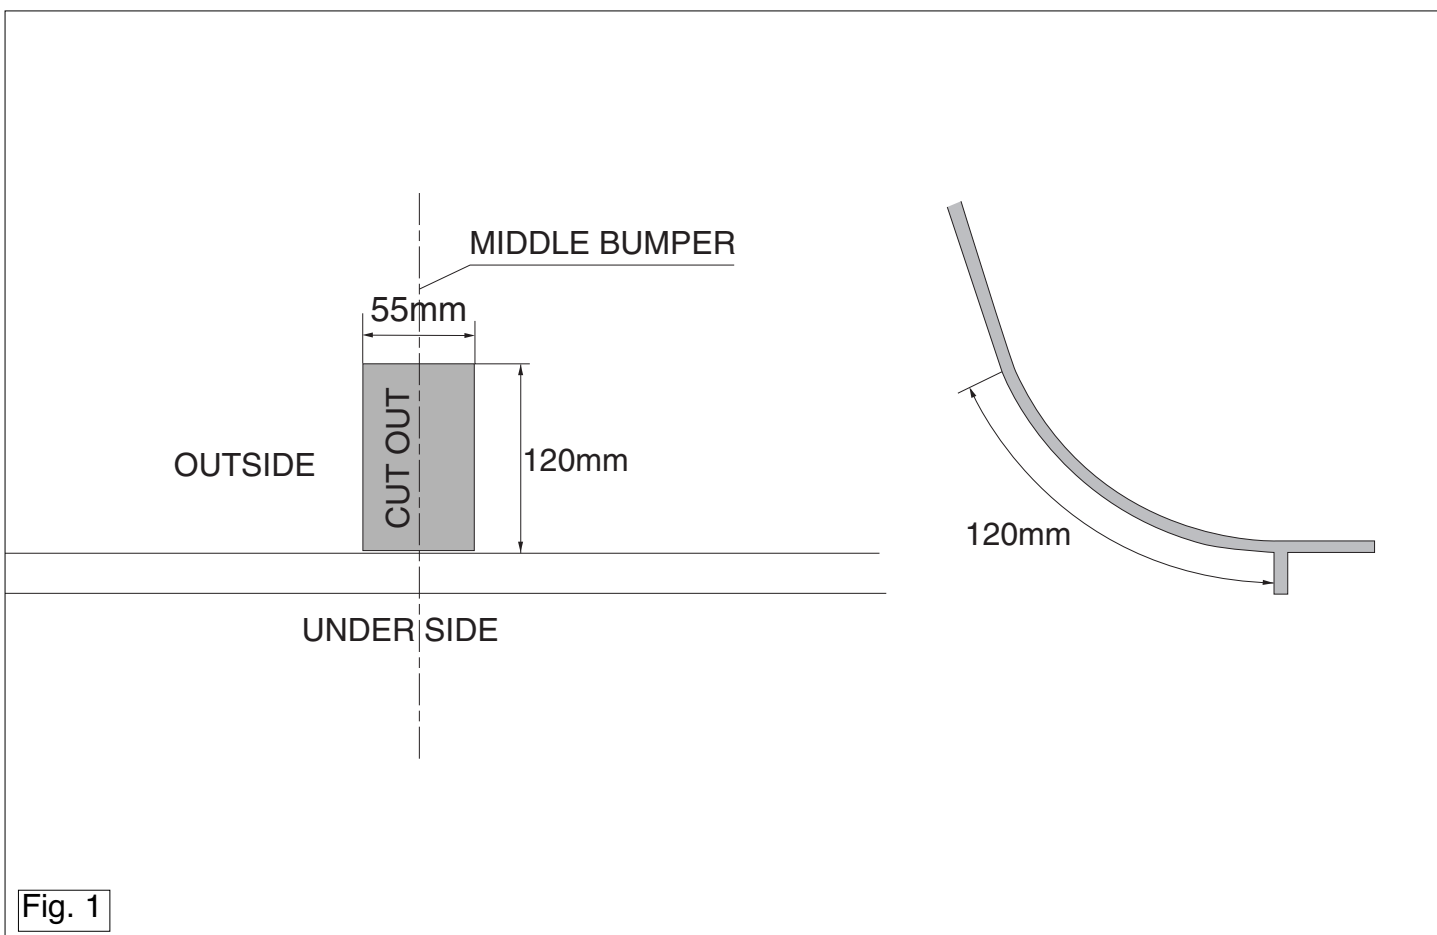 MIDDLE BUMPER
55mm
CUT OUT
OUTSIDE
120mm
120mm
UNDER SIDE
Fig. 1